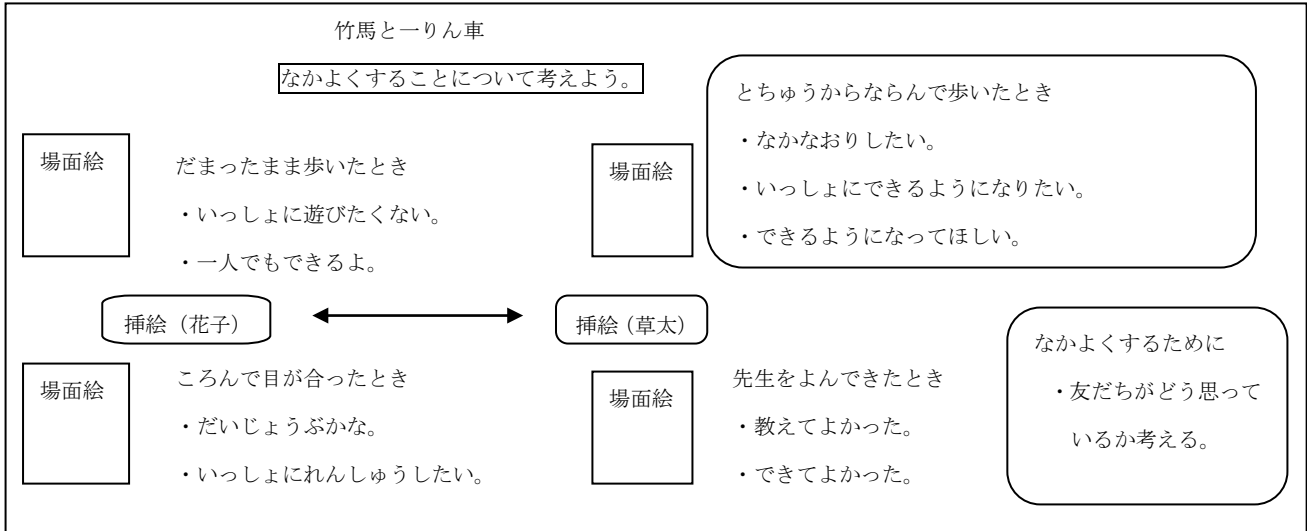 竹馬と一りん車
なかよくすることについて考えよう。
場面絵
だまったまま歩いたとき
・いっしょに遊びたくない。
・一人でもできるよ。
場面絵
とちゅうからならんで歩いたとき
・なかなおりしたい。
・いっしょにできるようになりたい。
・できるようになってほしい。
挿絵（花子）
挿絵（草太）
場面絵
ころんで目が合ったとき
・だいじょうぶかな。
・いっしょにれんしゅうしたい。
場面絵
先生をよんできたとき
・教えてよかった。
・できてよかった。
なかよくするために
・友だちがどう思って
いるか考える。